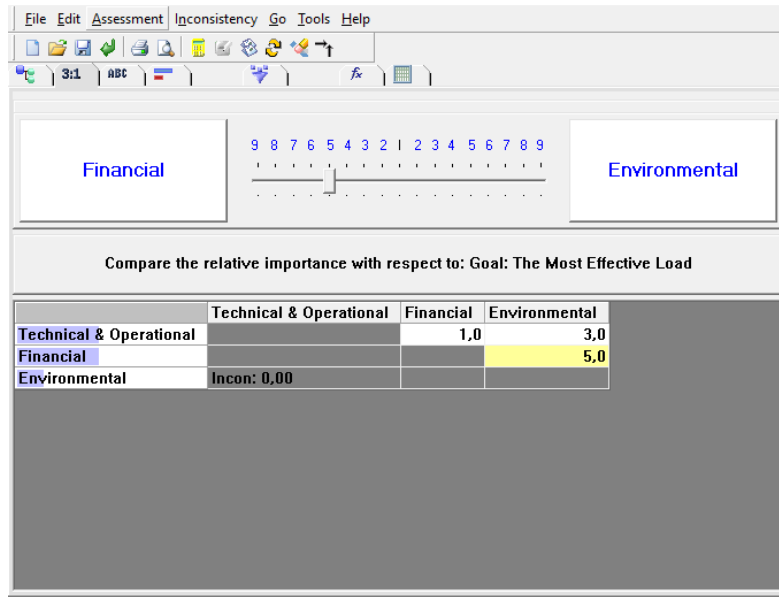 File Edit Assessment Inconsistency Go Tools Help
3:1 ABC fx
9 8 7 6 5 4 3 2 1 2 3 4 5 6 7 8 9
Financial Environmental
Compare the relative importance with respect to: Goal: The Most Effective Load
Technical & Operational Financial Environmental
Technical & Operational 1,0 3,0
Financial 5,0
Environmental Incon: 0,00